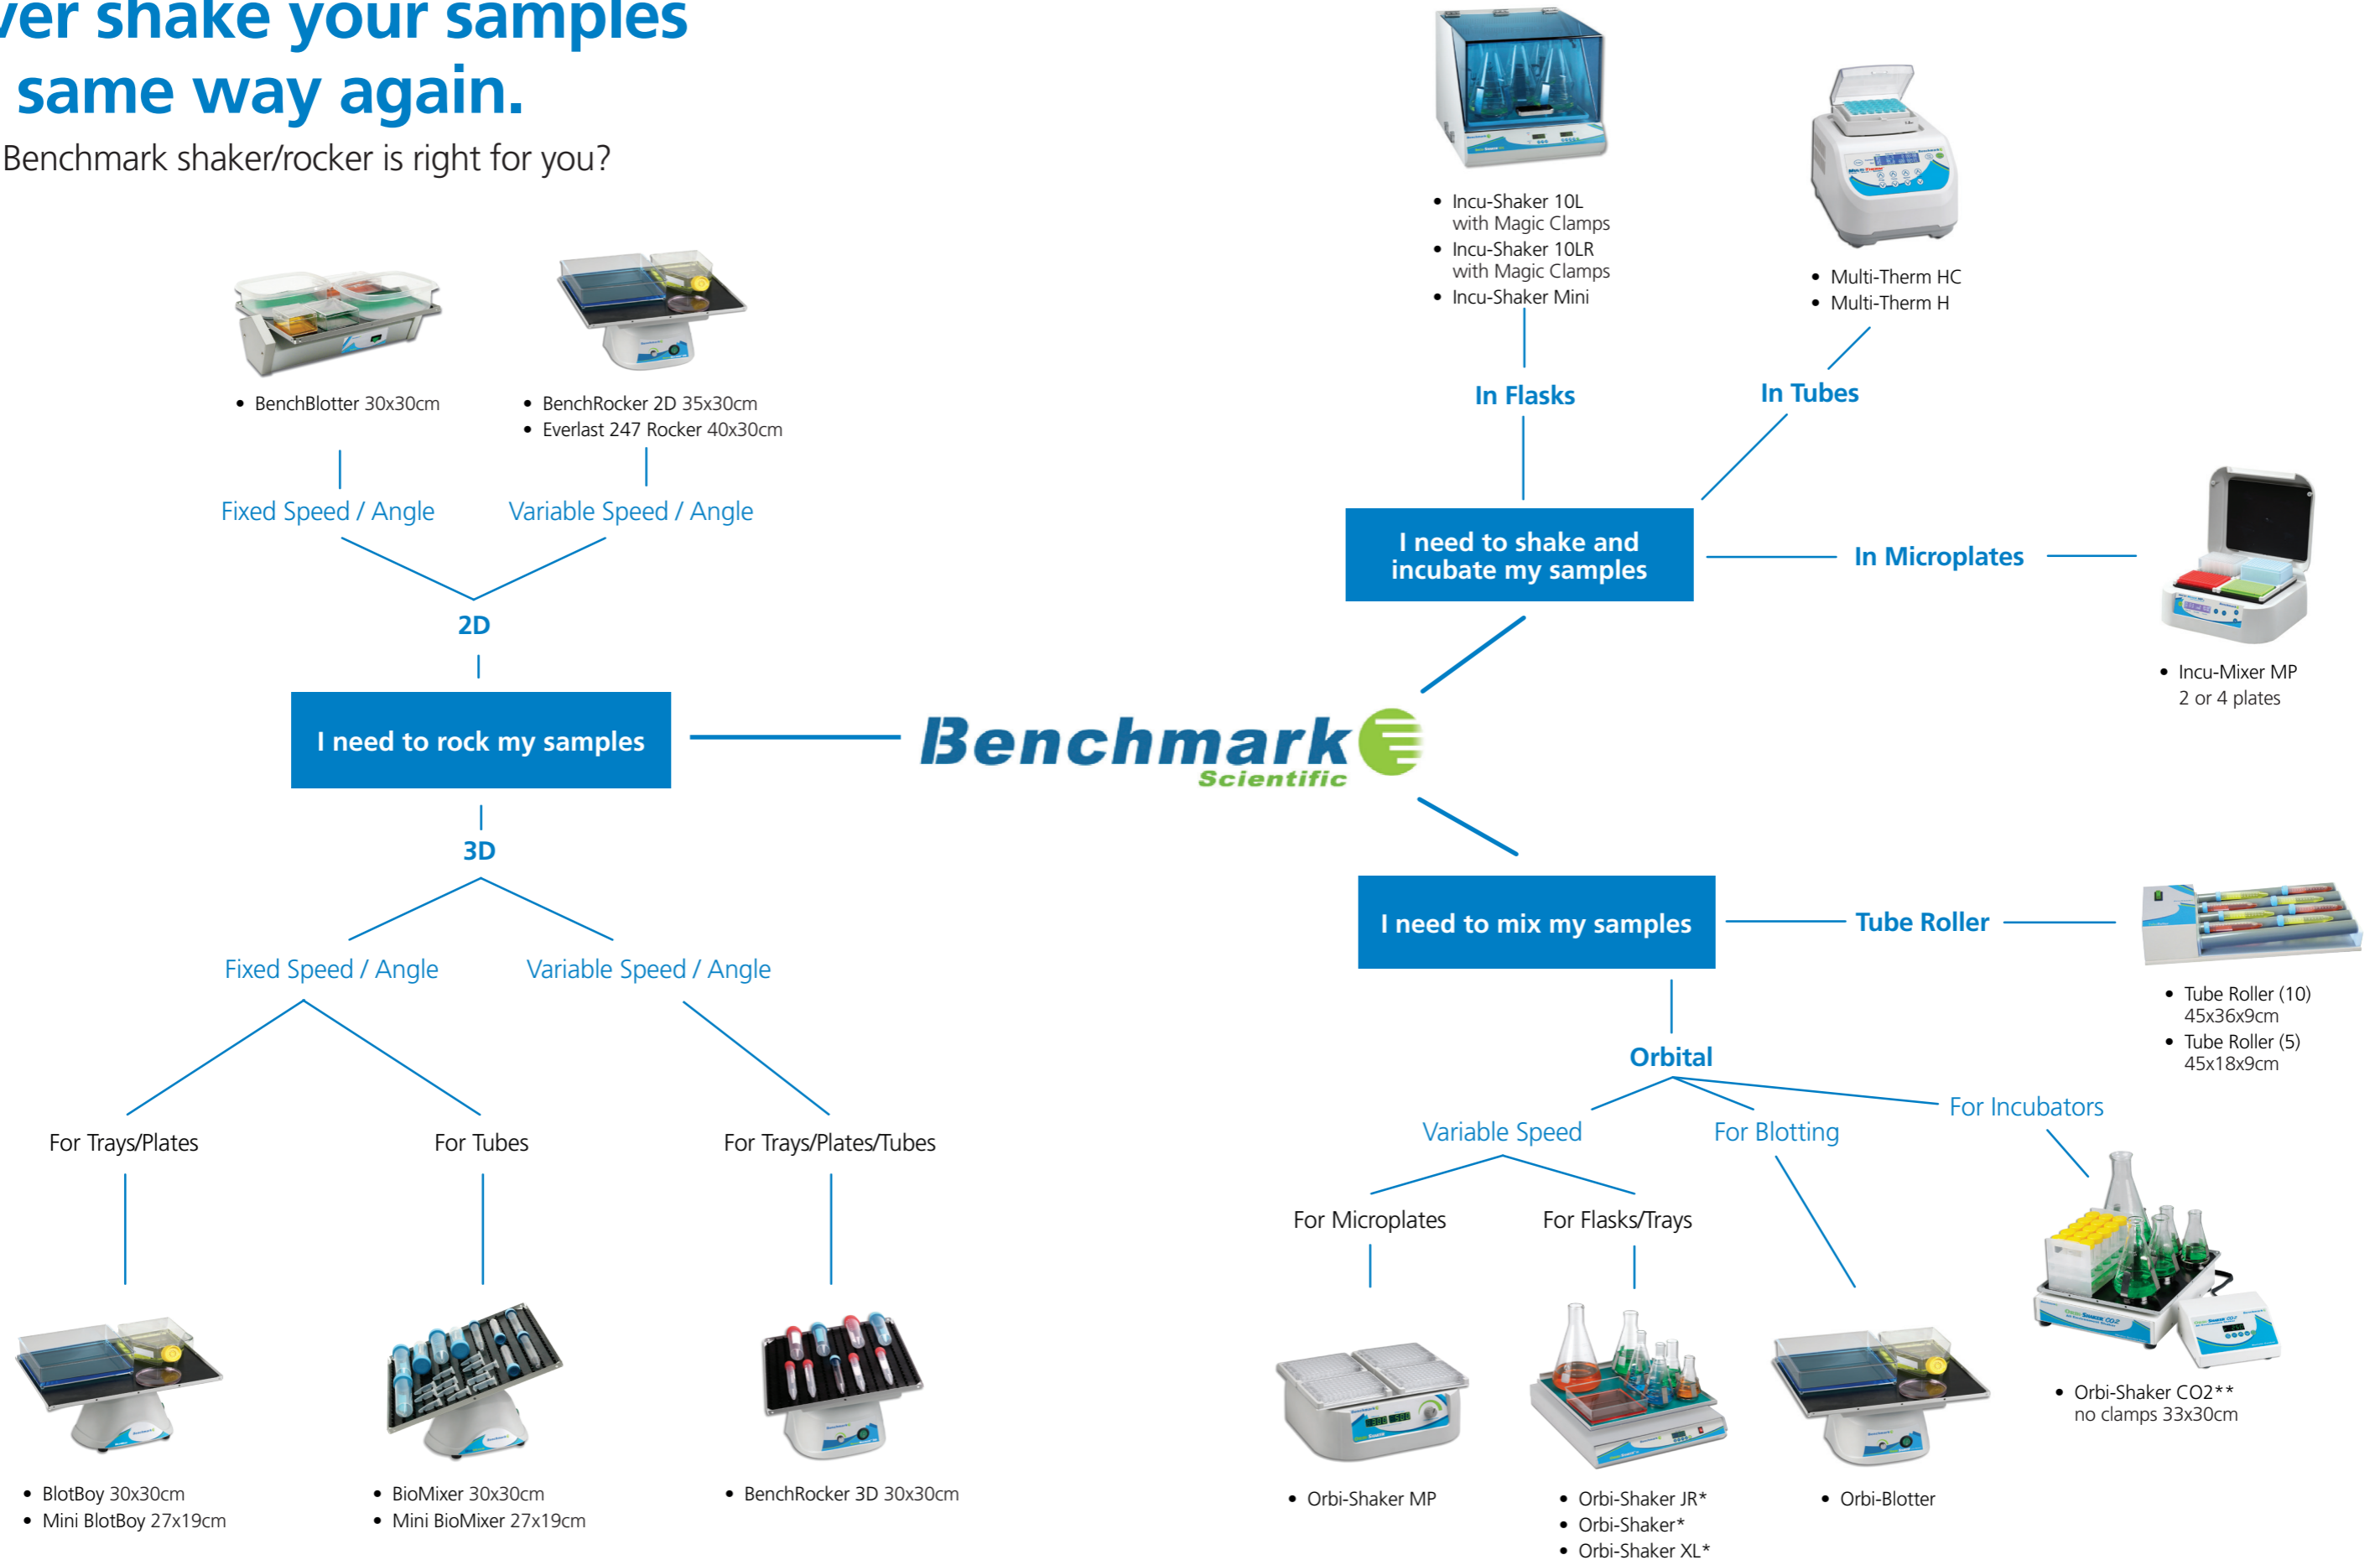 ver shake your samples
same way again.
Benchmark shaker/rocker is right for you?
• BenchBlotter 30x30cm
• BenchRocker 2D 35x30cm
• Everlast 247 Rocker 40x30cm
Fixed Speed / Angle
Variable Speed / Angle
2D
I need to rock my samples
3D
Fixed Speed / Angle
Variable Speed / Angle
For Trays/Plates
For Tubes
For Trays/Plates/Tubes
• BlotBoy 30x30cm
• Mini BlotBoy 27x19cm
• BioMixer 30x30cm
• Mini BioMixer 27x19cm
• BenchRocker 3D 30x30cm
Benchmark
Scientific
• Incu-Shaker 10L
with Magic Clamps
• Incu-Shaker 10LR
with Magic Clamps
• Incu-Shaker Mini
• Multi-Therm HC
• Multi-Therm H
In Flasks
In Tubes
I need to shake and
incubate my samples
In Microplates
• Incu-Mixer MP
2 or 4 plates
I need to mix my samples
Tube Roller
• Tube Roller (10)
45x36x9cm
• Tube Roller (5)
45x18x9cm
Orbital
Variable Speed
For Blotting
For Incubators
For Microplates
For Flasks/Trays
• Orbi-Shaker MP
• Orbi-Shaker JR*
• Orbi-Shaker*
• Orbi-Shaker XL*
• Orbi-Blotter
• Orbi-Shaker CO2**
no clamps 33x30cm